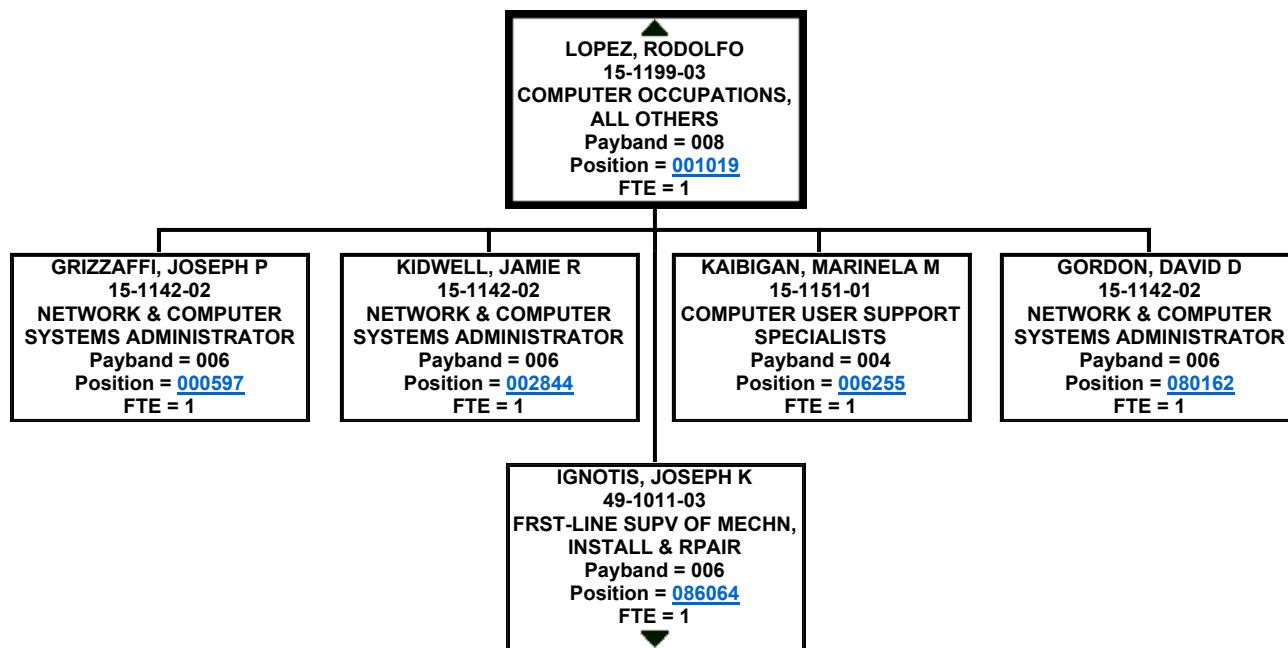 LOPEZ, RODOLFO
15-1199-03
COMPUTER OCCUPATIONS,
ALL OTHERS
Payband = 008
Position = 001019
FTE = 1
GRIZZAFFI, JOSEPH P
15-1142-02
NETWORK & COMPUTER
SYSTEMS ADMINISTRATOR
Payband = 006
Position = 000597
FTE = 1
KIDWELL, JAMIE R
15-1142-02
NETWORK & COMPUTER
SYSTEMS ADMINISTRATOR
Payband = 006
Position = 002844
FTE = 1
KAIBIGAN, MARINELA M
15-1151-01
COMPUTER USER SUPPORT
SPECIALISTS
Payband = 004
Position = 006255
FTE = 1
GORDON, DAVID D
15-1142-02
NETWORK & COMPUTER
SYSTEMS ADMINISTRATOR
Payband = 006
Position = 080162
FTE = 1
IGNOTIS, JOSEPH K
49-1011-03
FRST-LINE SUPV OF MECHN,
INSTALL & RPAIR
Payband = 006
Position = 086064
FTE = 1